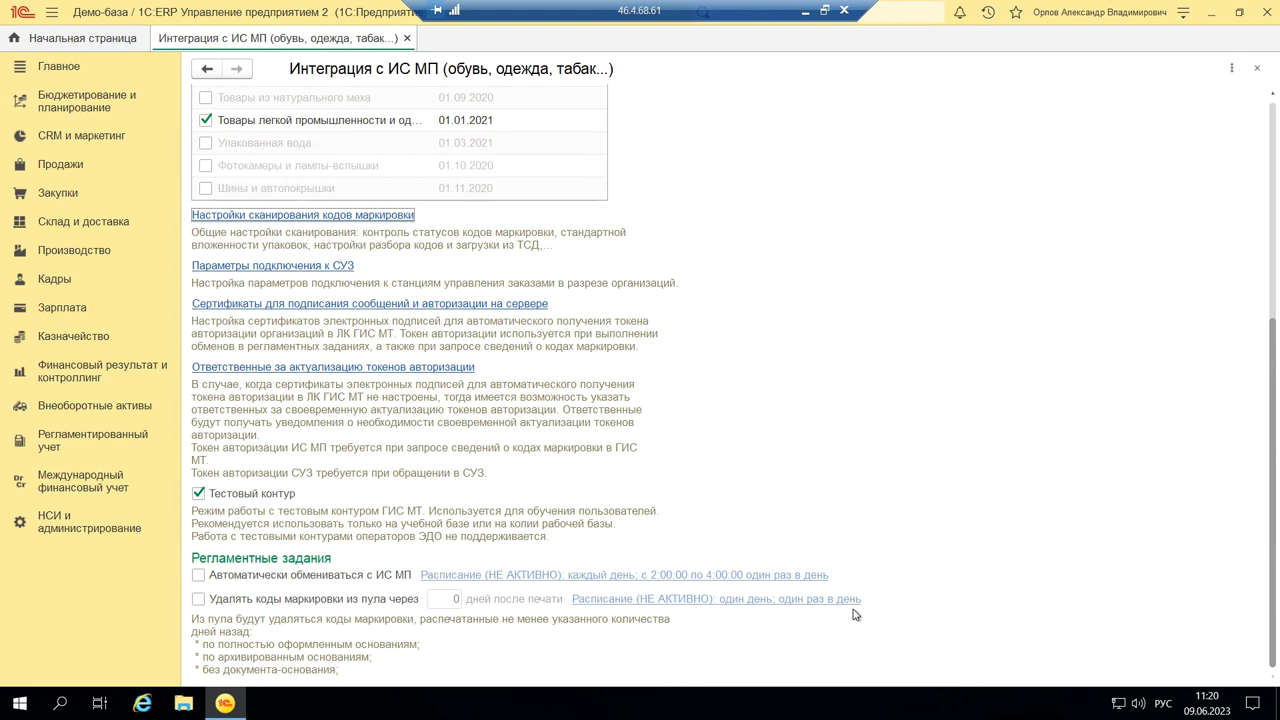 Демо-база / 1С:ERP Управление предприятием 2 (1С:Предприяти
46.4.68.61
Орлов Александр Владимирович
Начальная страница
Интеграция с ИС МП (обувь, одежда, табак...)
Главное
Бюджетирование и
планирование
CRM и маркетинг
Продажи
Закупки
Склад и доставка
Производство
Кадры
Зарплата
Казначейство
Финансовый результат и
контроллинг
Внеоборотные активы
Регламентированный
учет
Dr
Cr
Международный
финансовый учет
НСИ и
администрирование
Интеграция с ИС МП (обувь, одежда, табак...)
Товары из натурального меха 01.09.2020
Товары легкой промышленности и од... 01.01.2021
Упакованная вода 01.03.2021
Фотокамеры и лампы-вспышки 01.10.2020
Шины и автопокрышки 01.11.2020
Настройки сканирования кодов маркировки
Общие настройки сканирования: контроль статусов кодов маркировки, стандартной
вложенности упаковок, настройки разбора кодов и загрузки из ТСД,...
Параметры подключения к СУЗ
Настройка параметров подключения к станциям управления заказами в разрезе организаций.
Сертификаты для подписания сообщений и авторизации на сервере
Настройка сертификатов электронных подписей для автоматического получения токена
авторизации организаций в ЛК ГИС МТ. Токен авторизации используется при выполнении
обменов в регламентных заданиях, а также при запросе сведений о кодах маркировки.
Ответственные за актуализацию токенов авторизации
В случае, когда сертификаты электронных подписей для автоматического получения
токена авторизации в ЛК ГИС МТ не настроены, тогда имеется возможность указать
ответственных за своевременную актуализацию токенов авторизации. Ответственные
будут получать уведомления о необходимости своевременной актуализации токенов
авторизации.
Токен авторизации ИС МП требуется при запросе сведений о кодах маркировки в ГИС
МТ.
Токен авторизации СУЗ требуется при обращении в СУЗ.
Тестовый контур
Режим работы с тестовым контуром ГИС МТ. Используется для обучения пользователей.
Рекомендуется использовать только на учебной базе или на копии рабочей базы.
Работа с тестовыми контурами операторов ЭДО не поддерживается.
Регламентные задания
Автоматически обмениваться с ИС МП Расписание (НЕ АКТИВНО): каждый день; с 2:00:00 по 4:00:00 один раз в день
Удалять коды маркировки из пула через 0 дней после печати Расписание (НЕ АКТИВНО): один день; один раз в день
Из пула будут удаляться коды маркировки, распечатанные не менее указанного количества
дней назад:
* по полностью оформленным основаниям;
* по архивированным основаниям;
* без документа-основания;
РУС
11:20
09.06.2023